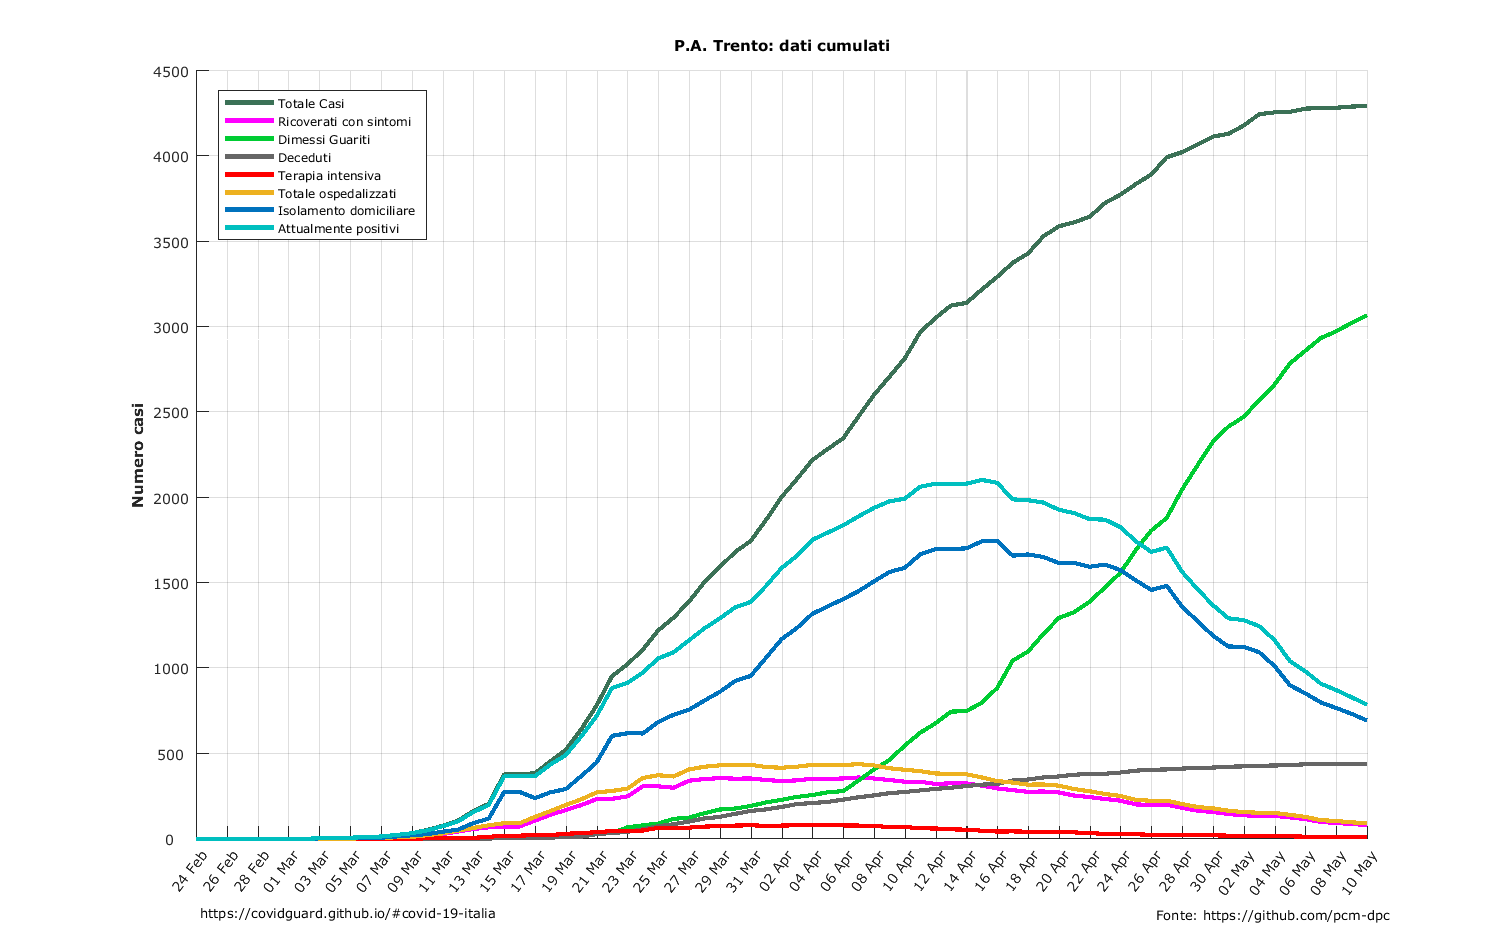 P.A. Trento: dati cumulati
4500
4000
3500
3000
2500
2000
1500
1000
500
0
Numero casi
Totale Casi
Ricoverati con sintomi
Dimessi Guariti
Deceduti
Terapia intensiva
Totale ospedalizzati
Isolamento domiciliare
Attualmente positivi
24 Feb
26 Feb
28 Feb
01 Mar
03 Mar
05 Mar
07 Mar
09 Mar
11 Mar
13 Mar
15 Mar
17 Mar
19 Mar
21 Mar
23 Mar
25 Mar
27 Mar
29 Mar
31 Mar
02 Apr
04 Apr
06 Apr
08 Apr
10 Apr
12 Apr
14 Apr
16 Apr
18 Apr
20 Apr
22 Apr
24 Apr
26 Apr
28 Apr
30 Apr
02 May
04 May
06 May
08 May
10 May
https://covidguard.github.io/#covid-19-italia
Fonte: https://github.com/pcm-dpc